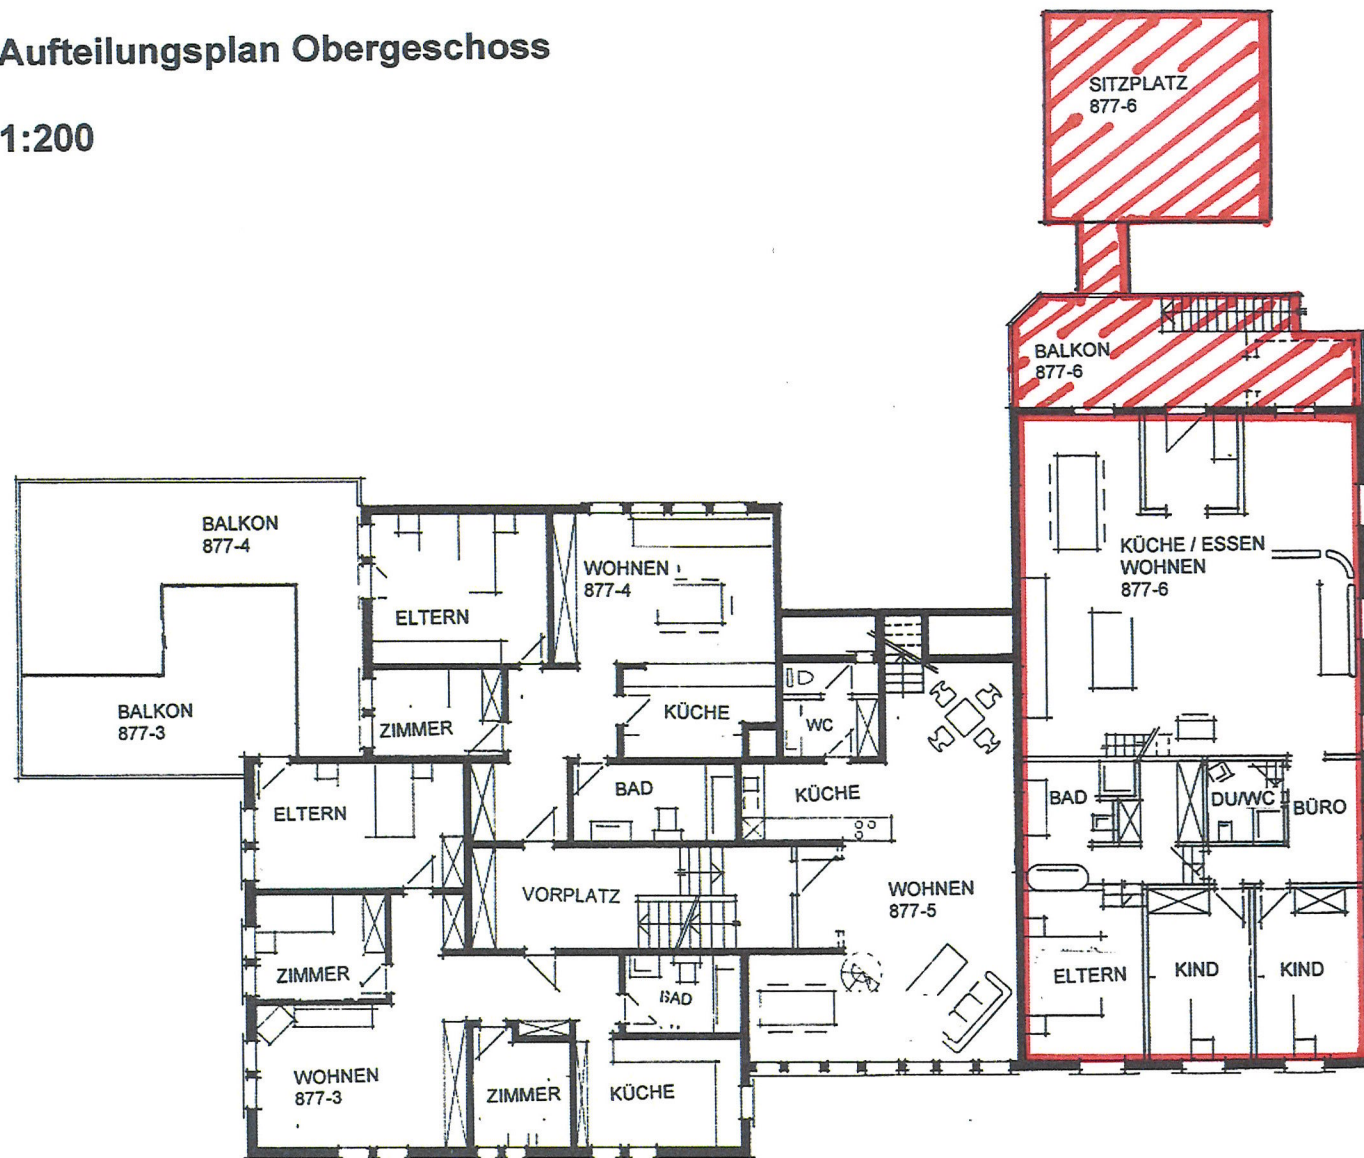 Aufteilungsplan Obergeschoss
1:200
SITZPLATZ
877-6
BALKON
877-6
BALKON
877-4
BALKON
877-3
ELTERN
WOHNEN
877-4
KÜCHE / ESSEN
WOHNEN
877-6
ZIMMER
KÜCHE
WC
ELTERN
BAD
KÜCHE
BAD
DU/WC
BÜRO
VORPLATZ
WOHNEN
877-5
ZIMMER
BAD
ELTERN
KIND
KIND
WOHNEN
877-3
ZIMMER
KÜCHE